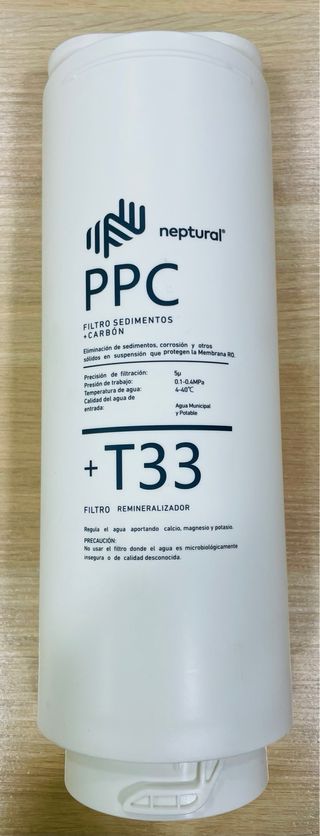 neptural®
PPC
FILTRO SEDIMENTOS
+CARBÓN
Eliminación de sedimentos, corrosión y otros
sólidos en suspensión que protegen la Membrana RO.
Precisión de filtración: 5µ
Presión de trabajo: 0.1-0.4MPa
Temperatura de agua: 4-40°C
Calidad del agua de entrada: Agua Municipal
y Potable
+T33
FILTRO REMINERALIZADOR
Regula el agua aportando calcio, magnesio y potasio.
PRECAUCIÓN:
No usar el filtro donde el agua es microbiológicamente
insegura o de calidad desconocida.